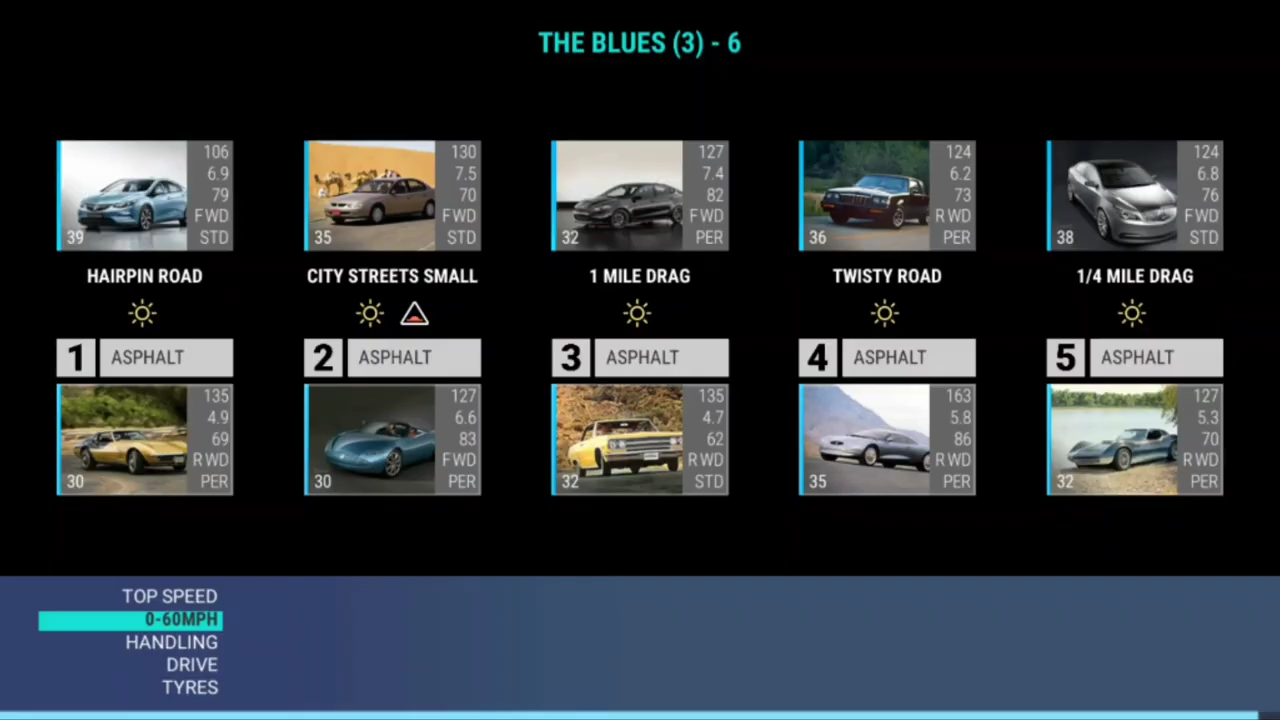 THE BLUES (3) - 6
106
6.9
79
FWD
STD
39
130
7.5
70
FWD
STD
35
127
7.4
82
FWD
PER
32
124
6.2
73
RWD
PER
36
124
6.8
76
FWD
STD
38
HAIRPIN ROAD
CITY STREETS SMALL
1 MILE DRAG
TWISTY ROAD
1/4 MILE DRAG
1 ASPHALT
2 ASPHALT
3 ASPHALT
4 ASPHALT
5 ASPHALT
135
4.9
69
RWD
PER
30
127
6.6
83
FWD
PER
30
135
4.7
62
RWD
STD
32
163
5.8
86
RWD
PER
35
127
5.3
70
RWD
PER
32
TOP SPEED
0-60MPH
HANDLING
DRIVE
TYRES